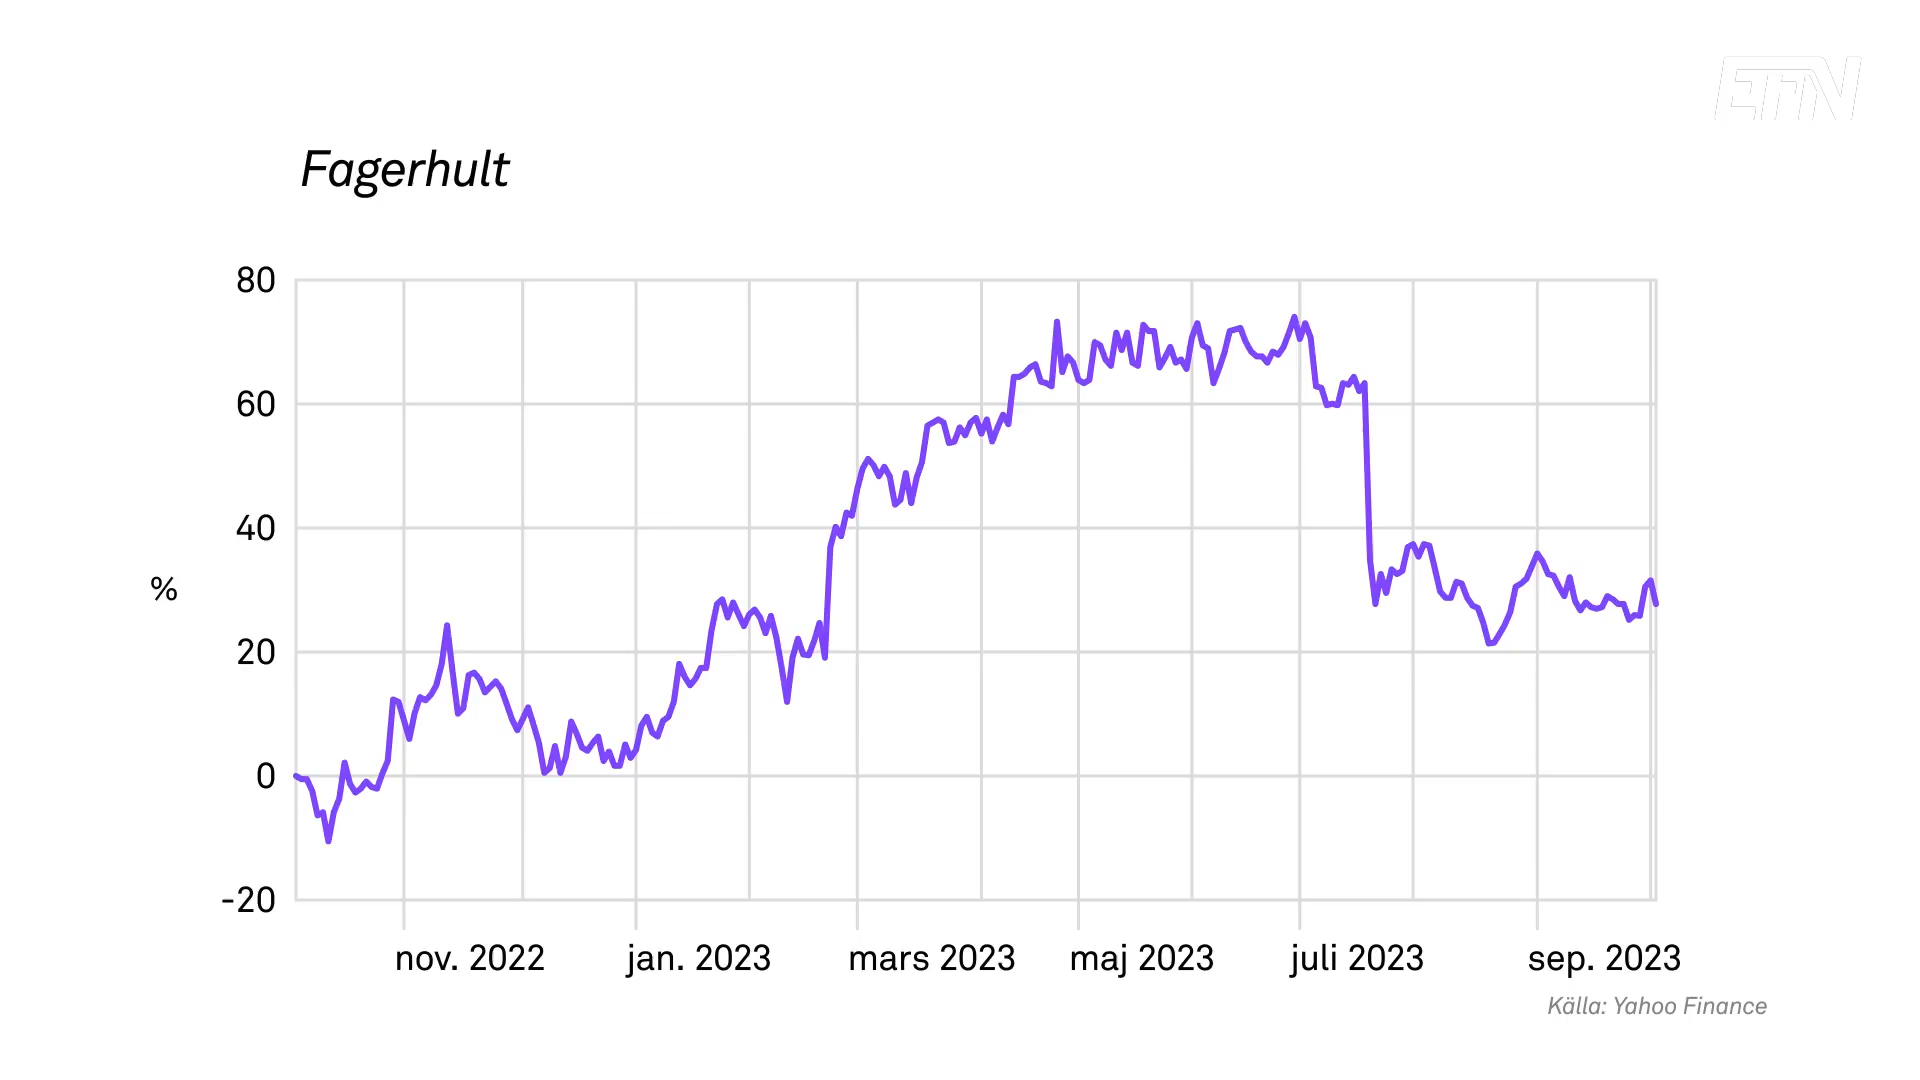 EFN
Fagerhult
80
60
40
%
20
0
-20
nov. 2022 jan. 2023 mars 2023 maj 2023 juli 2023 sep. 2023
Källa: Yahoo Finance